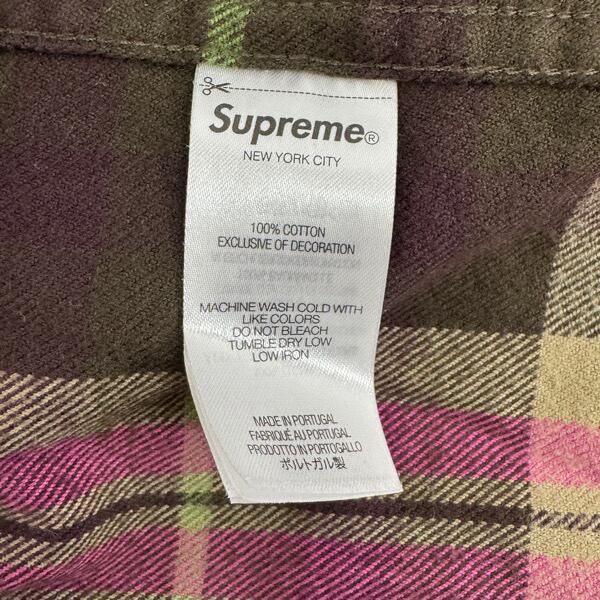 Supreme®
NEW YORK CITY
100% COTTON
EXCLUSIVE OF DECORATION
MACHINE WASH COLD WITH
LIKE COLORS
DO NOT BLEACH
TUMBLE DRY LOW
LOW IRON
MADE IN PORTUGAL
FABRIQUÉ AU PORTUGAL
PRODOTTO IN PORTOGALLO
ポルトガル製